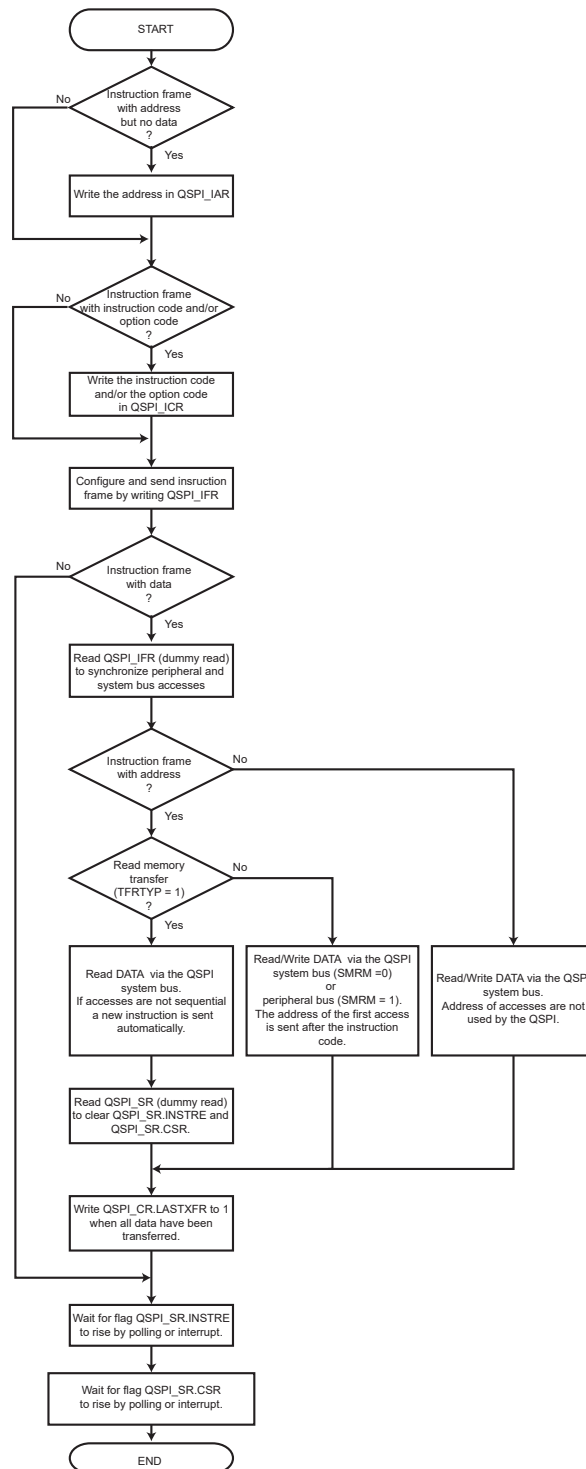 START
Instruction frame
with address
but no data
?
No
Yes
Write the address in QSPI_IAR
Instruction frame
with instruction code and/or
option code
?
No
Yes
Write the instruction code
and/or the option code
in QSPI_ICR
Configure and send insruction
frame by writing QSPI_IFR
Instruction frame
with data
?
No
Yes
Read QSPI_IFR (dummy read)
to synchronize peripheral and
system bus accesses
Instruction frame
with address
?
No
Yes
Read memory
transfer
(TFRTYP = 1)
?
No
Yes
Read DATA via the QSPI
system bus.
If accesses are not sequential
a new instruction is sent
automatically.
Read/Write DATA via the QSPI
system bus (SMRM =0)
or
peripheral bus (SMRM = 1).
The address of the first access
is sent after the instruction
code.
Read/Write DATA via the QSPI
system bus.
Address of accesses are not
used by the QSPI.
Read QSPI_SR (dummy read)
to clear QSPI_SR.INSTRE and
QSPI_SR.CSR.
Write QSPI_CR.LASTXFR to 1
when all data have been
transferred.
Wait for flag QSPI_SR.INSTRE
to rise by polling or interrupt.
Wait for flag QSPI_SR.CSR
to rise by polling or interrupt.
END